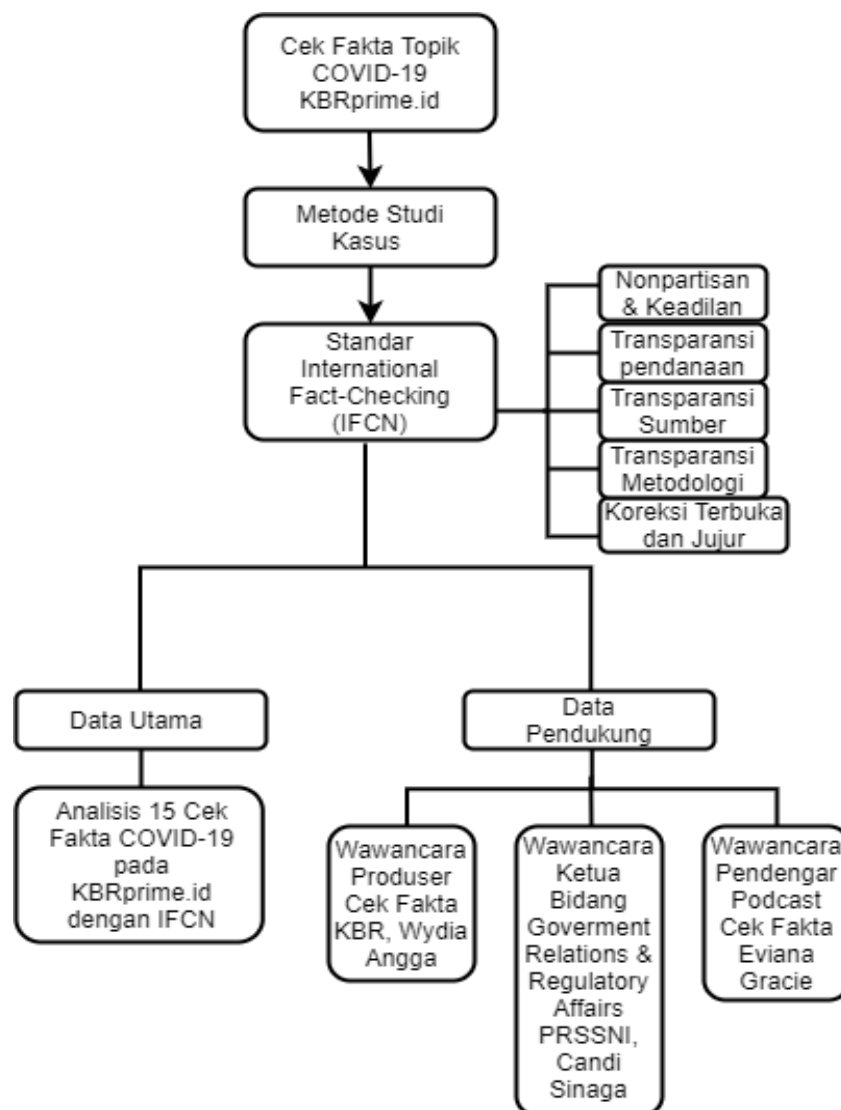 Cek Fakta Topik
COVID-19
KBRprime.id
Metode Studi
Kasus
Standar
International
Fact-Checking
(IFCN)
Nonpartisan
& Keadilan
Transparansi
pendanaan
Transparansi
Sumber
Transparansi
Metodologi
Koreksi Terbuka
dan Jujur
Data Utama
Data
Pendukung
Analisis 15 Cek
Fakta COVID-19
pada
KBRprime.id
dengan IFCN
Wawancara
Produser
Cek Fakta
KBR, Wydia
Angga
Wawancara
Ketua
Bidang
Goverment
Relations &
Regulatory
Affairs
PRSSNI,
Candi
Sinaga
Wawancara
Pendengar
Podcast
Cek Fakta
Eviana
Gracie